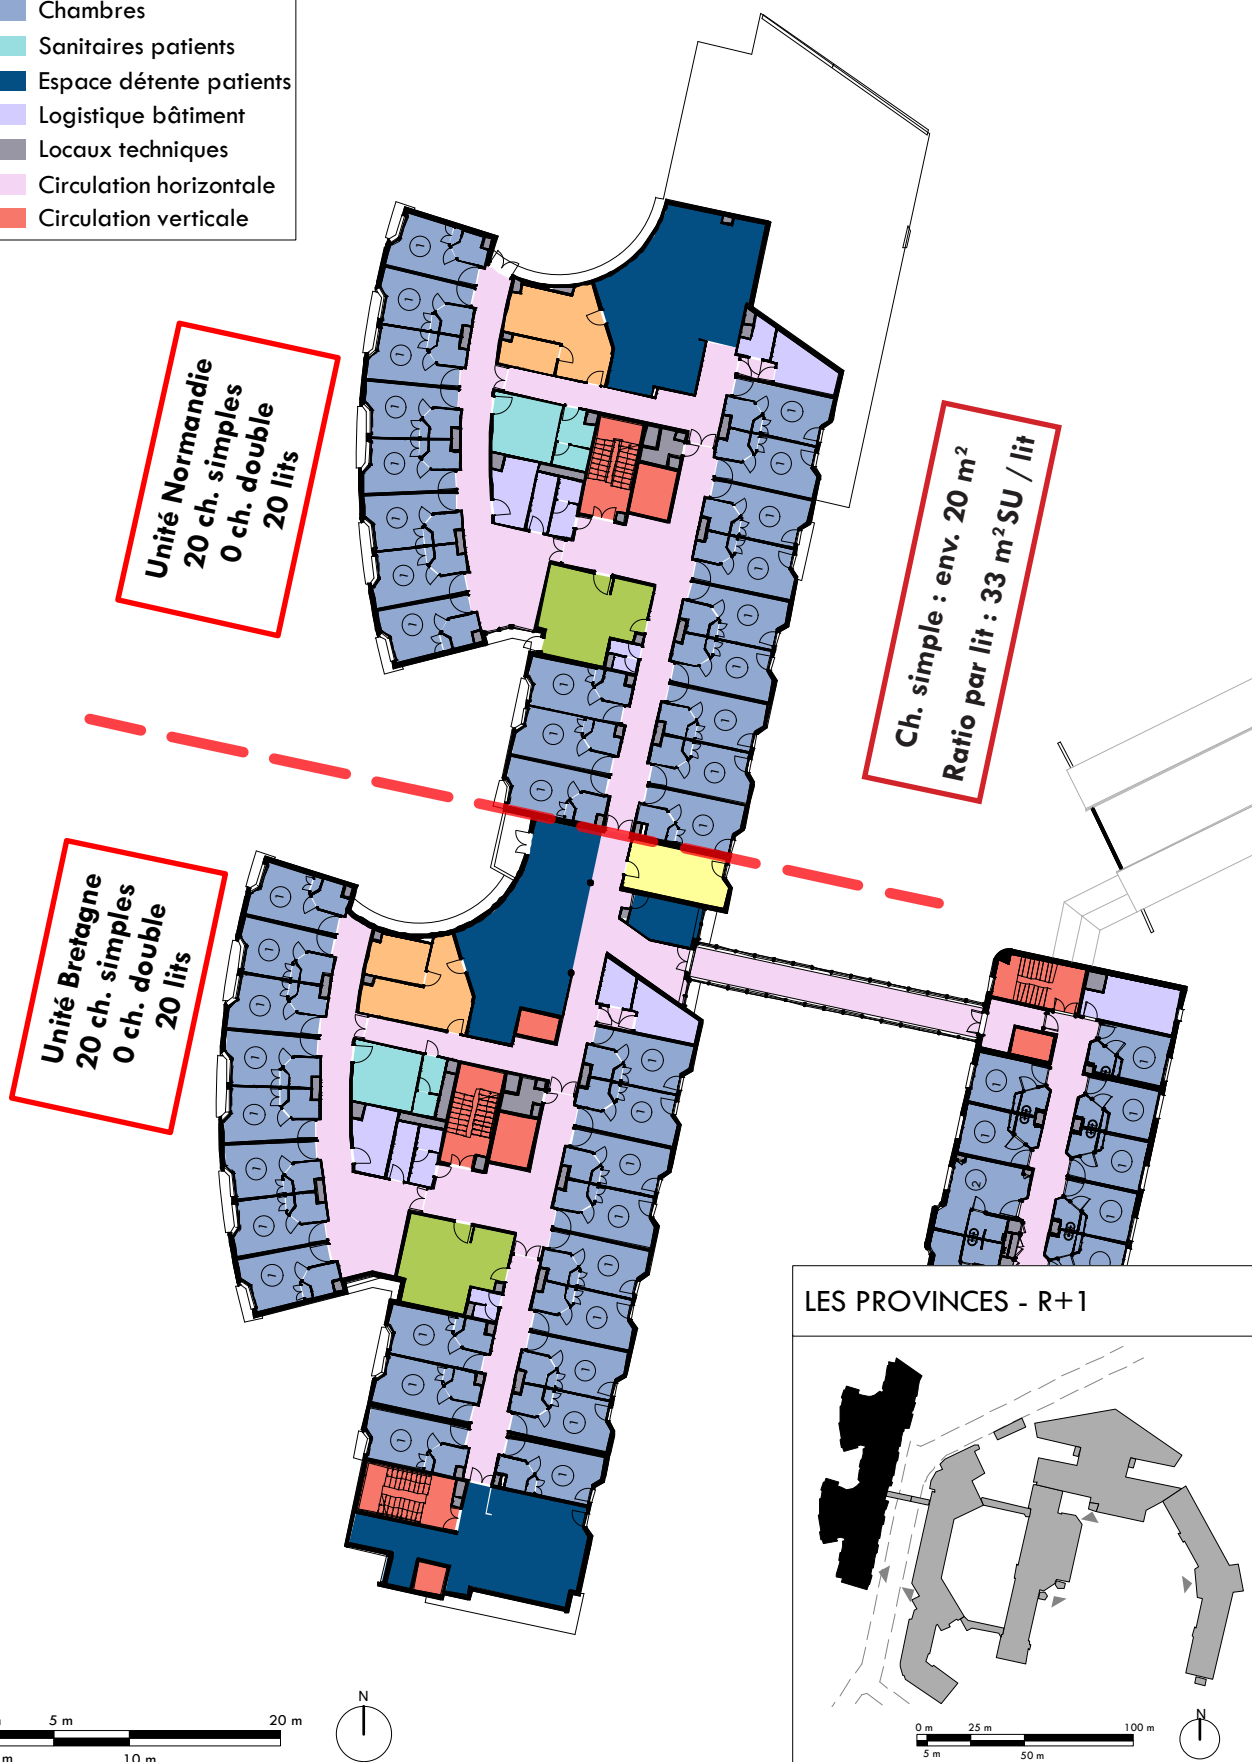 Chambres
Sanitaires patients
Espace détente patients
Logistique bâtiment
Locaux techniques
Circulation horizontale
Circulation verticale
Unité Normandie
20 ch. simples
0 ch. double
20 lits
Ch. simple : env. 20 m²
Ratio par lit : 33 m² SU / lit
Unité Bretagne
20 ch. simples
0 ch. double
20 lits
LES PROVINCES - R+1
5 m
20 m
10 m
N
0 m
25 m
100 m
5 m
50 m
N